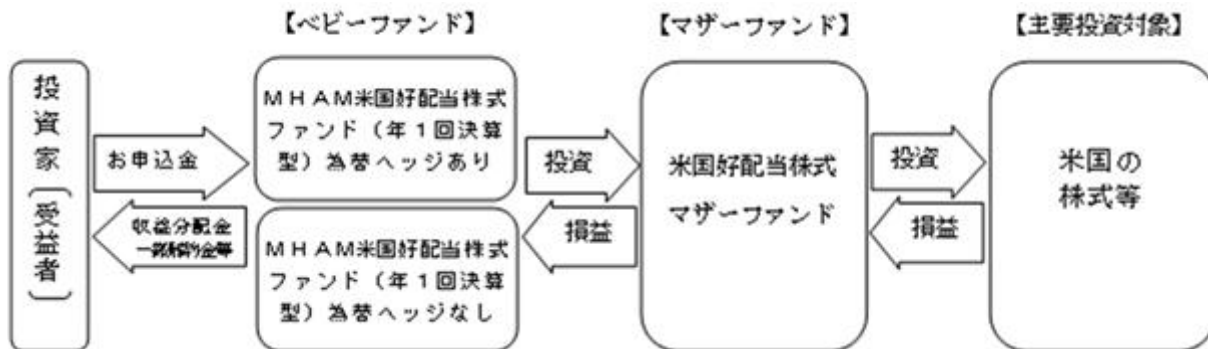 【ベビーファンド】
【マザーファンド】
【主要投資対象】
投資家（受益者）
お申込金
収益分配金
一部解約金等
ＭＨＡＭ米国好配当株式
ファンド（年１回決算
型）為替ヘッジあり
ＭＨＡＭ米国好配当株式
ファンド（年１回決算
型）為替ヘッジなし
投資
損益
米国好配当株式
マザーファンド
投資
損益
米国の
株式等